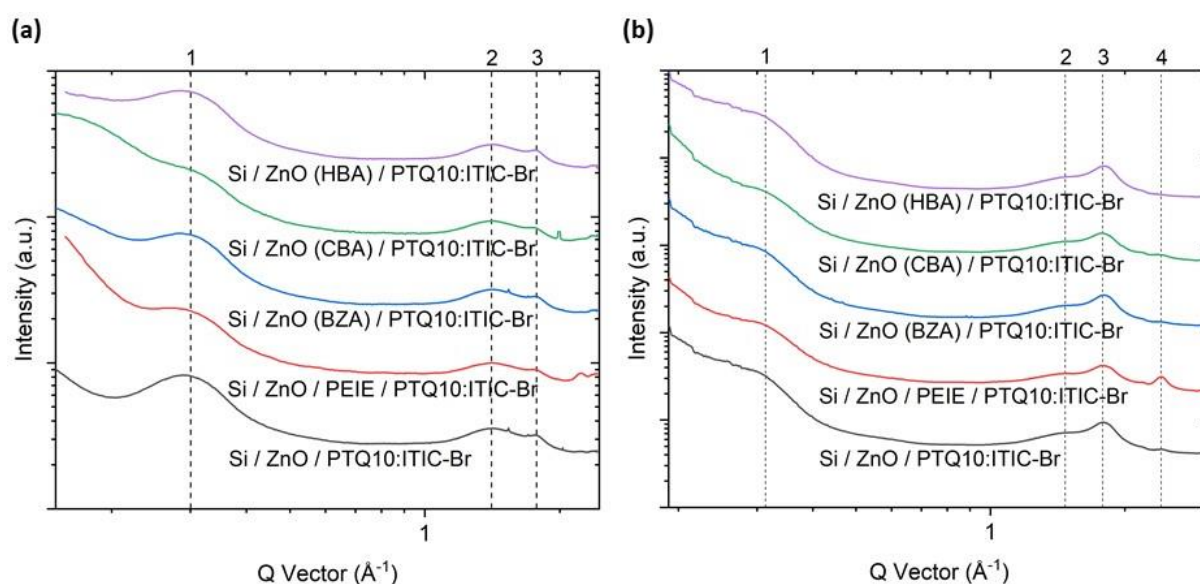 (a)
1 2 3
Intensity (a.u.)
Si / ZnO (HBA) / PTQ10:ITIC-Br
Si / ZnO (CBA) / PTQ10:ITIC-Br
Si / ZnO (BZA) / PTQ10:ITIC-Br
Si / ZnO / PEIE / PTQ10:ITIC-Br
Si / ZnO / PTQ10:ITIC-Br
1
Q Vector (Å⁻¹)
(b)
1 2 3 4
Intensity (a.u.)
Si / ZnO (HBA) / PTQ10:ITIC-Br
Si / ZnO (CBA) / PTQ10:ITIC-Br
Si / ZnO (BZA) / PTQ10:ITIC-Br
Si / ZnO / PEIE / PTQ10:ITIC-Br
Si / ZnO / PTQ10:ITIC-Br
1
Q Vector (Å⁻¹)